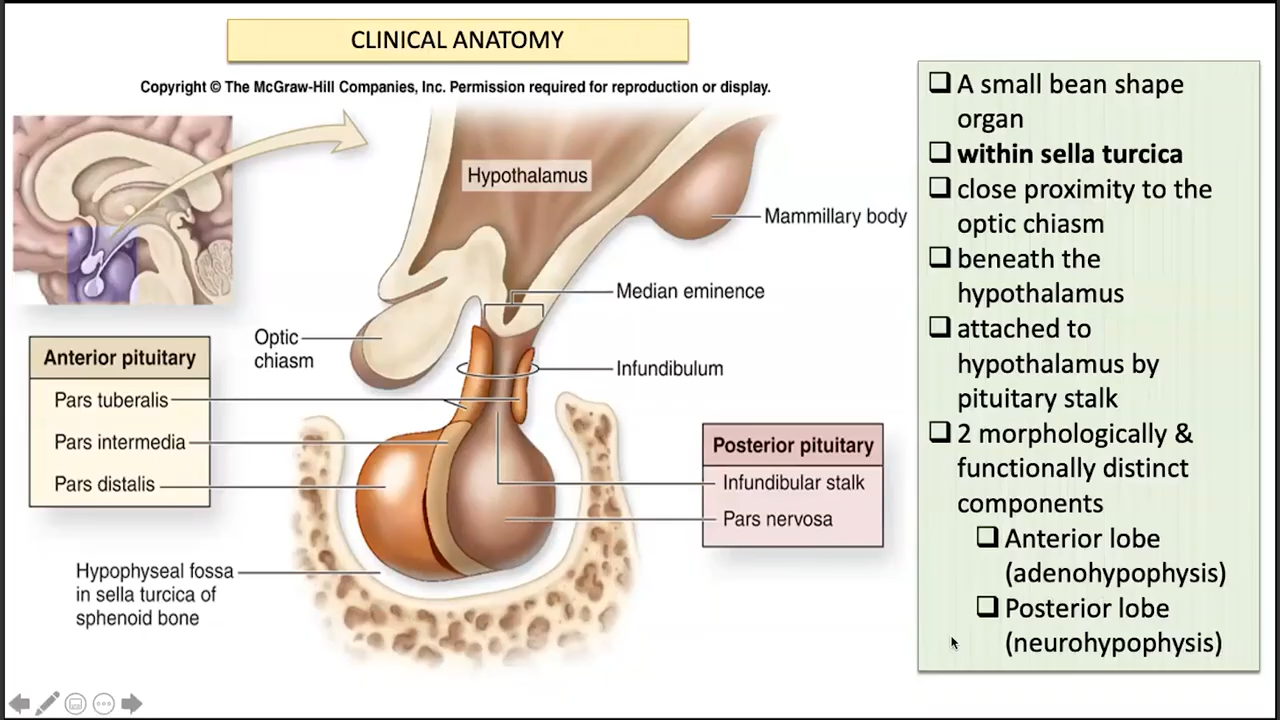 CLINICAL ANATOMY
Copyright © The McGraw-Hill Companies, Inc. Permission required for reproduction or display.
Hypothalamus
Mammillary body
Median eminence
Optic
chiasm
Infundibulum
Anterior pituitary
Pars tuberalis
Pars intermedia
Pars distalis
Posterior pituitary
Infundibular stalk
Pars nervosa
Hypophyseal fossa
in sella turcica of
sphenoid bone
A small bean shape
organ
within sella turcica
close proximity to the
optic chiasm
beneath the
hypothalamus
attached to
hypothalamus by
pituitary stalk
2 morphologically &
functionally distinct
components
Anterior lobe
(adenohypophysis)
Posterior lobe
(neurohypophysis)